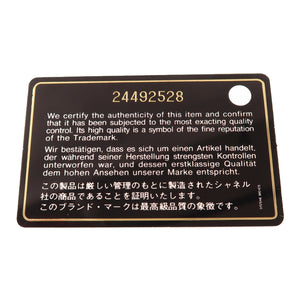 24492528
We certify the authenticity of this item and confirm
that it has been subjected to the most exacting quality
control. Its high quality is a symbol of the fine reputation
of the Trademark.
Wir bestätigen, dass es sich um einen Artikel handelt,
der während seiner Herstellung strengsten Kontrollen
unterworfen war, und dessen erstklassige Qualität
dem hohen Ansehen unserer Marke entspricht.
この製品は厳しい管理のもとに製造されたシャネル
社の商品であることを証明いたします。
このブランド・マークは最高級品質の象徴です。